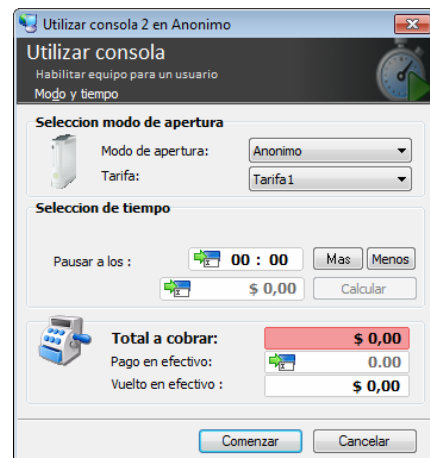 Utilizar consola 2 en Anonimo
Utilizar consola
Habilitar equipo para un usuario
Modo y tiempo
Seleccion modo de apertura
Modo de apertura: Anonimo
Tarifa: Tarifa1
Seleccion de tiempo
Pausar a los : 00 : 00 Mas Menos
$ 0,00 Calcular
Total a cobrar: $ 0,00
Pago en efectivo: 0.00
Vuelto en efectivo : $ 0,00
Comenzar Cancelar